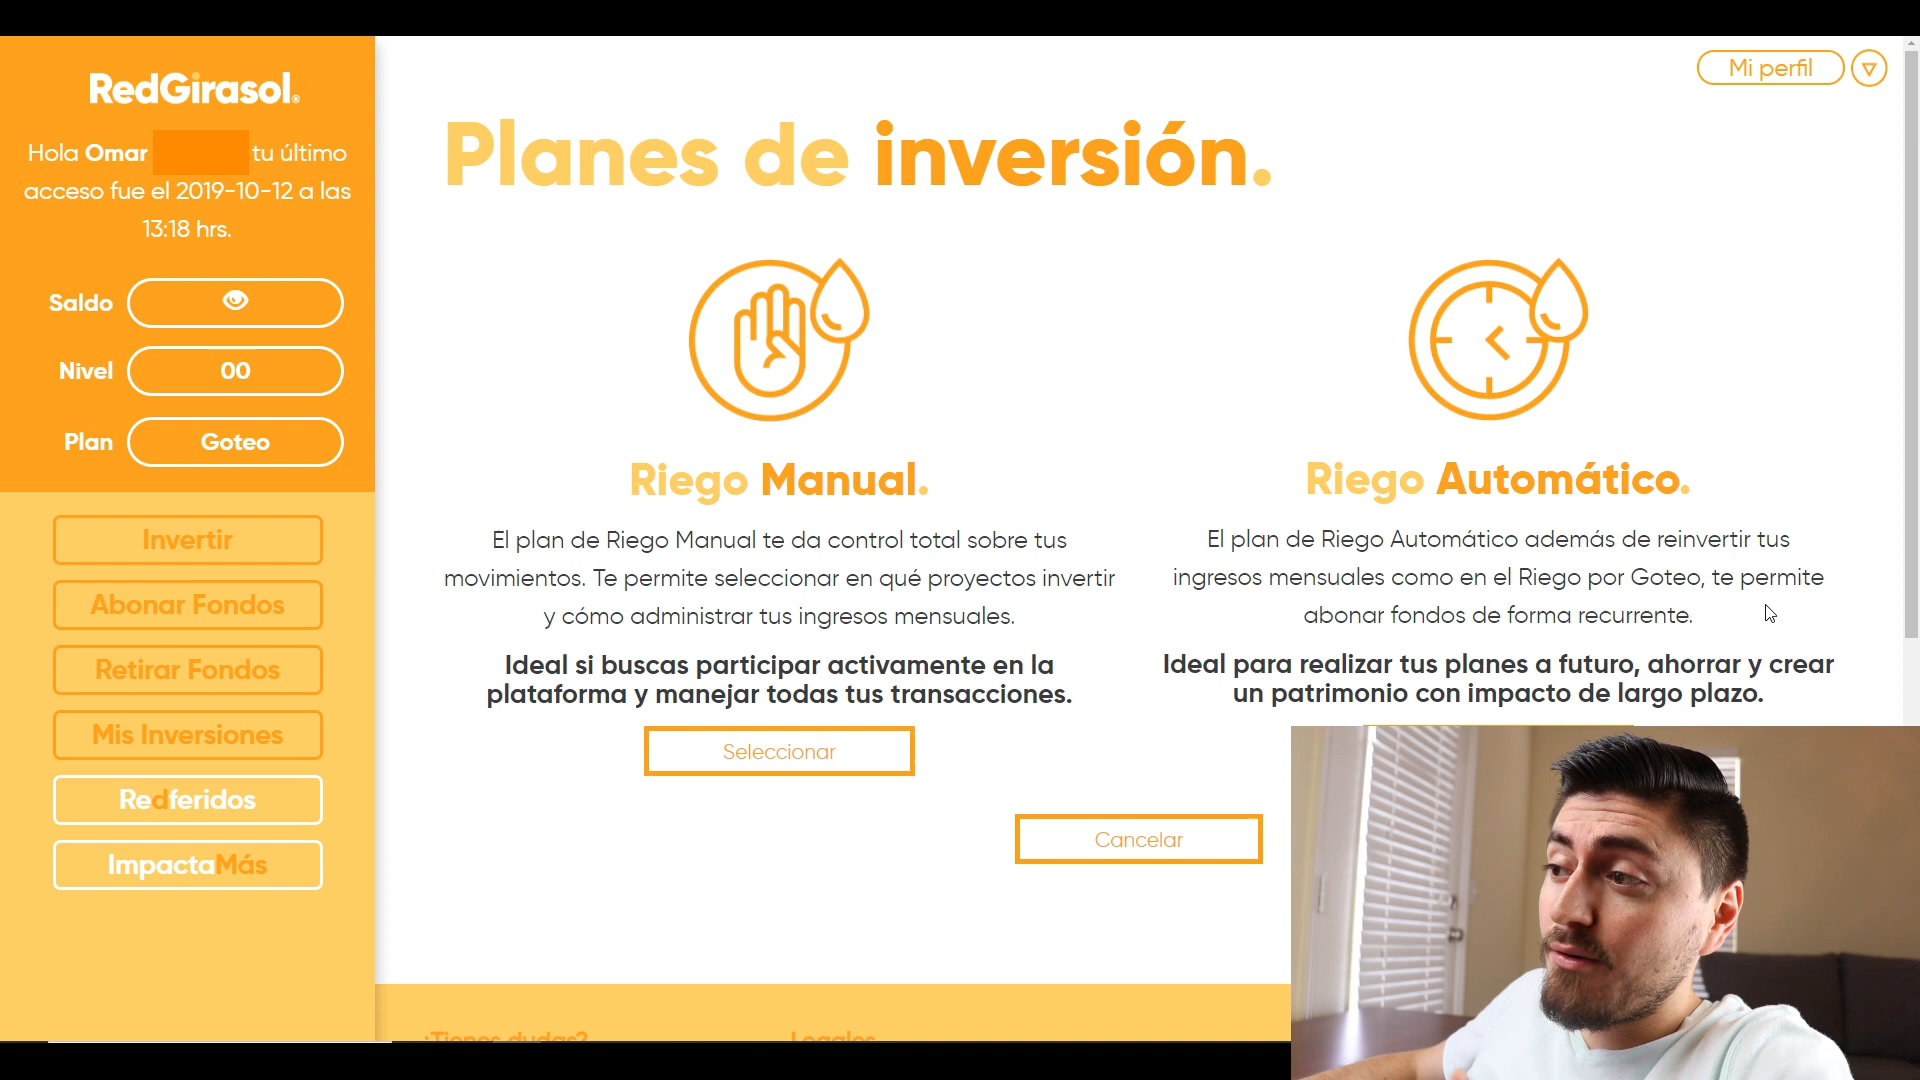 RedGirasol®
Hola Omar tu último
acceso fue el 2019-10-12 a las
13:18 hrs.
Saldo
Nivel 00
Plan Goteo
Invertir
Abonar Fondos
Retirar Fondos
Mis Inversiones
Redferidos
ImpactaMás
Mi perfil
Planes de inversión.
Riego Manual.
El plan de Riego Manual te da control total sobre tus
movimientos. Te permite seleccionar en qué proyectos invertir
y cómo administrar tus ingresos mensuales.
Ideal si buscas participar activamente en la
plataforma y manejar todas tus transacciones.
Seleccionar
Riego Automático.
El plan de Riego Automático además de reinvertir tus
ingresos mensuales como en el Riego por Goteo, te permite
abonar fondos de forma recurrente.
Ideal para realizar tus planes a futuro, ahorrar y crear
un patrimonio con impacto de largo plazo.
Cancelar
¿Tienes dudas?
Legales